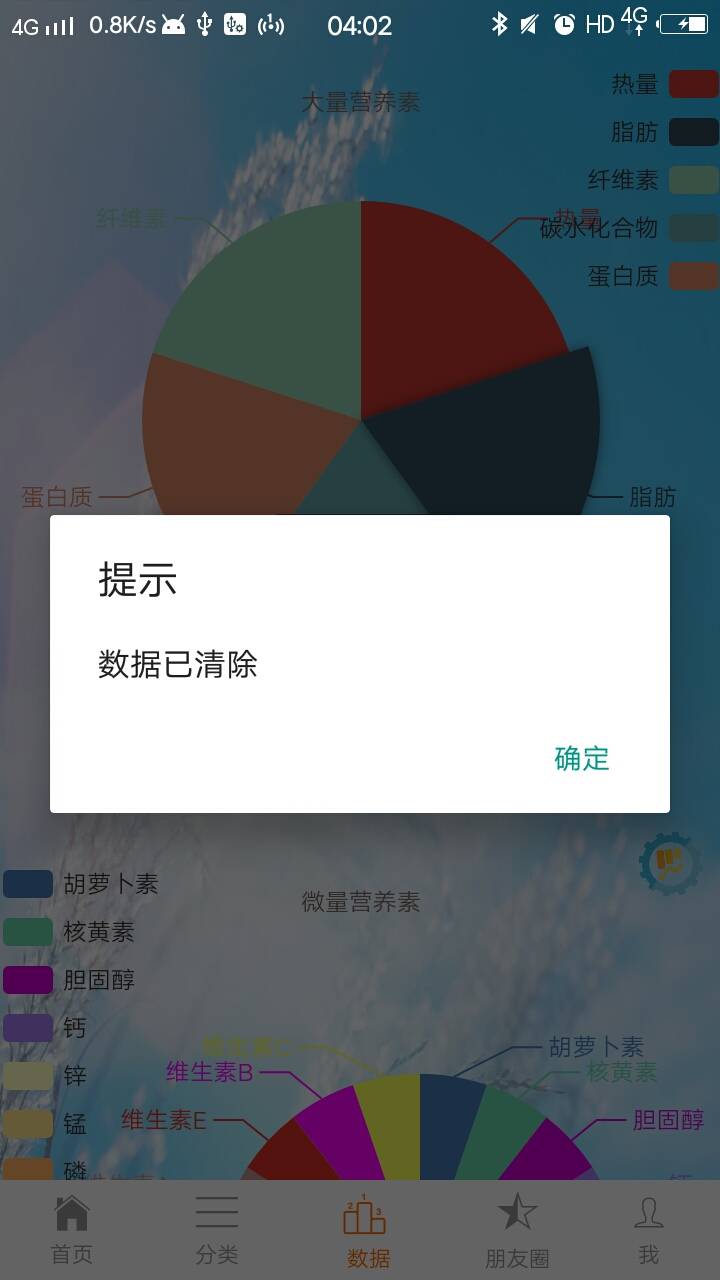 4G 0.8K/s 04:02 HD 4G
大量营养素
热量
脂肪
纤维素
碳水化合物
蛋白质
纤维素
热量
蛋白质
脂肪
提示
数据已清除
确定
微量营养素
胡萝卜素
核黄素
胆固醇
钙
锌
锰
磷
维生素C
胡萝卜素
维生素B
核黄素
维生素E
胆固醇
1
2 3
首页 分类 数据 朋友圈 我